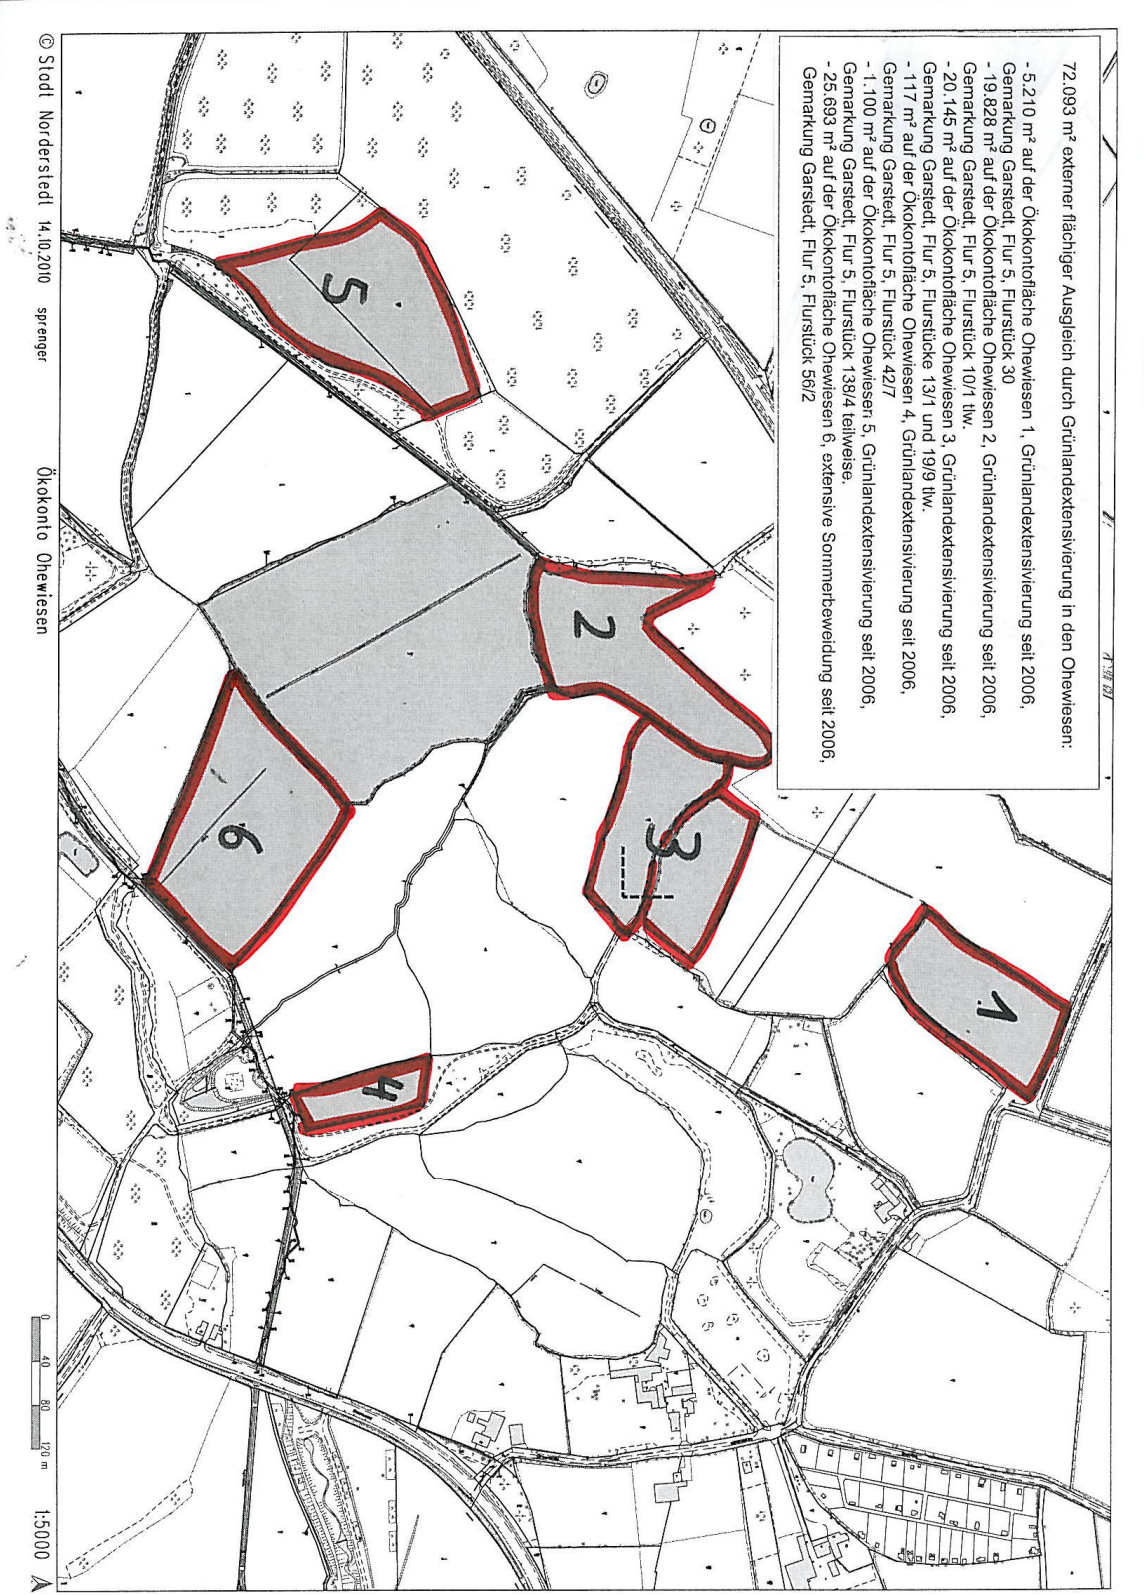 72.093 m² externer flächiger Ausgleich durch Grünlandextensivierung in den Ohewiesen:
- 5.210 m² auf der Ökokontofläche Ohewiesen 1, Grünlandextensivierung seit 2006,
Gemarkung Garstedt, Flur 5, Flurstück 30
- 19.828 m² auf der Ökokontofläche Ohewiesen 2, Grünlandextensivierung seit 2006,
Gemarkung Garstedt, Flur 5, Flurstück 10/1 tlw.
- 20.145 m² auf der Ökokontofläche Ohewiesen 3, Grünlandextensivierung seit 2006,
Gemarkung Garstedt, Flur 5, Flurstücke 13/1 und 19/9 tlw.
- 117 m² auf der Ökokontofläche Ohewiesen 4, Grünlandextensivierung seit 2006,
Gemarkung Garstedt, Flur 5, Flurstück 42/7
- 1.100 m² auf der Ökokontofläche Ohewiesen 5, Grünlandextensivierung seit 2006,
Gemarkung Garstedt, Flur 5, Flurstück 138/4 teilweise.
- 25.693 m² auf der Ökokontofläche Ohewiesen 6, extensive Sommerbeweidung seit 2006,
Gemarkung Garstedt, Flur 5, Flurstück 56/2
1
2
3
4
5
6
© Stadt Norderstedt 14.10.2010 sprenger
Ökokonto Ohewiesen
0 40 80 120 m
1:5000